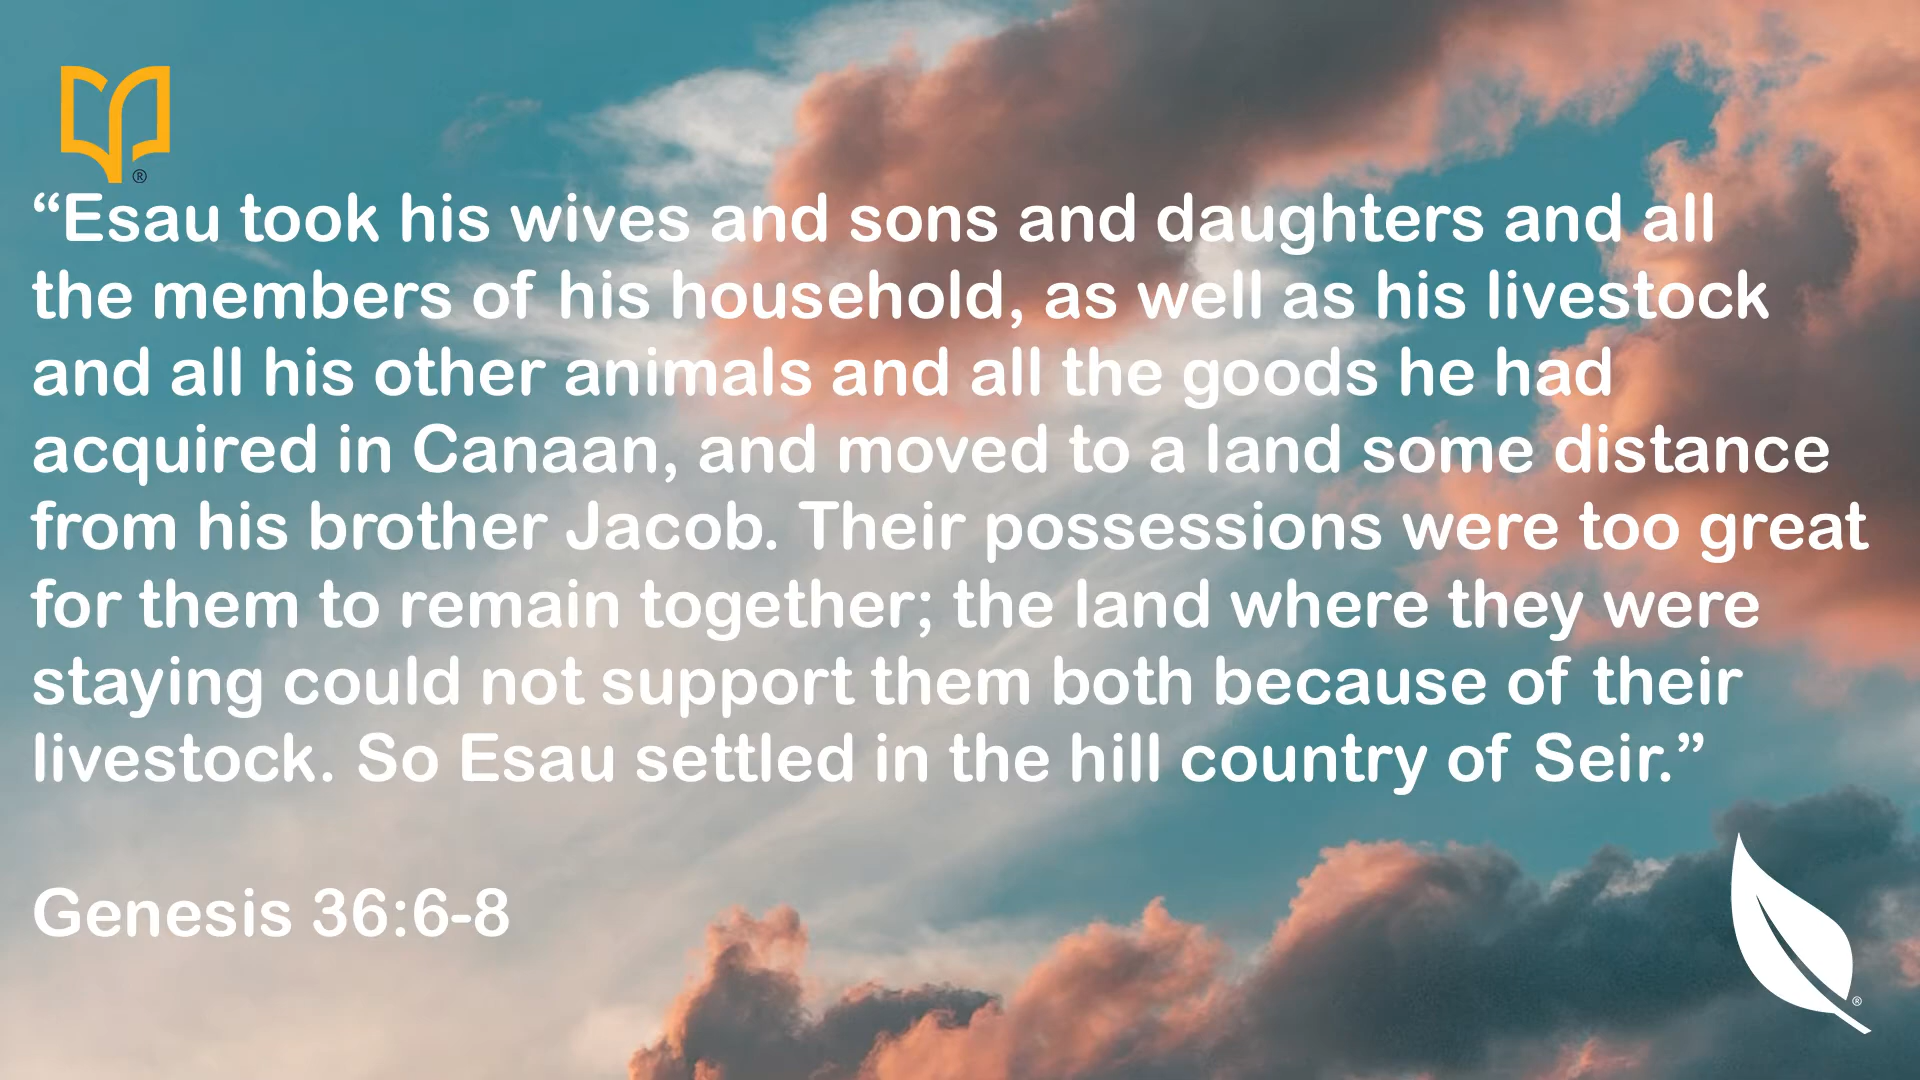 ®
“Esau took his wives and sons and daughters and all
the members of his household, as well as his livestock
and all his other animals and all the goods he had
acquired in Canaan, and moved to a land some distance
from his brother Jacob. Their possessions were too great
for them to remain together; the land where they were
staying could not support them both because of their
livestock. So Esau settled in the hill country of Seir.”
Genesis 36:6-8
®